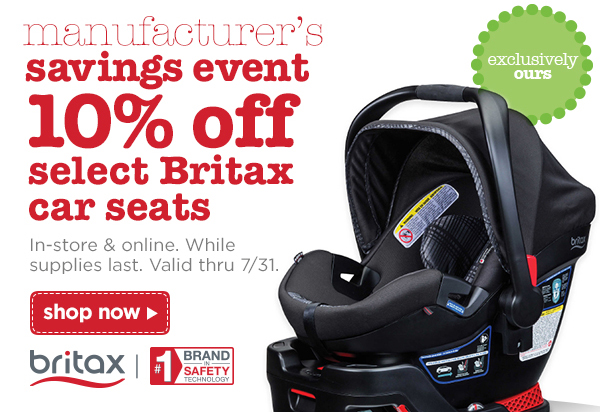 manufacturer's
savings event
10% off
select Britax
car seats
In-store & online. While
supplies last. Valid thru 7/31.
shop now
britax
#1 BRAND
IN
SAFETY
TECHNOLOGY
exclusively
ours
britax